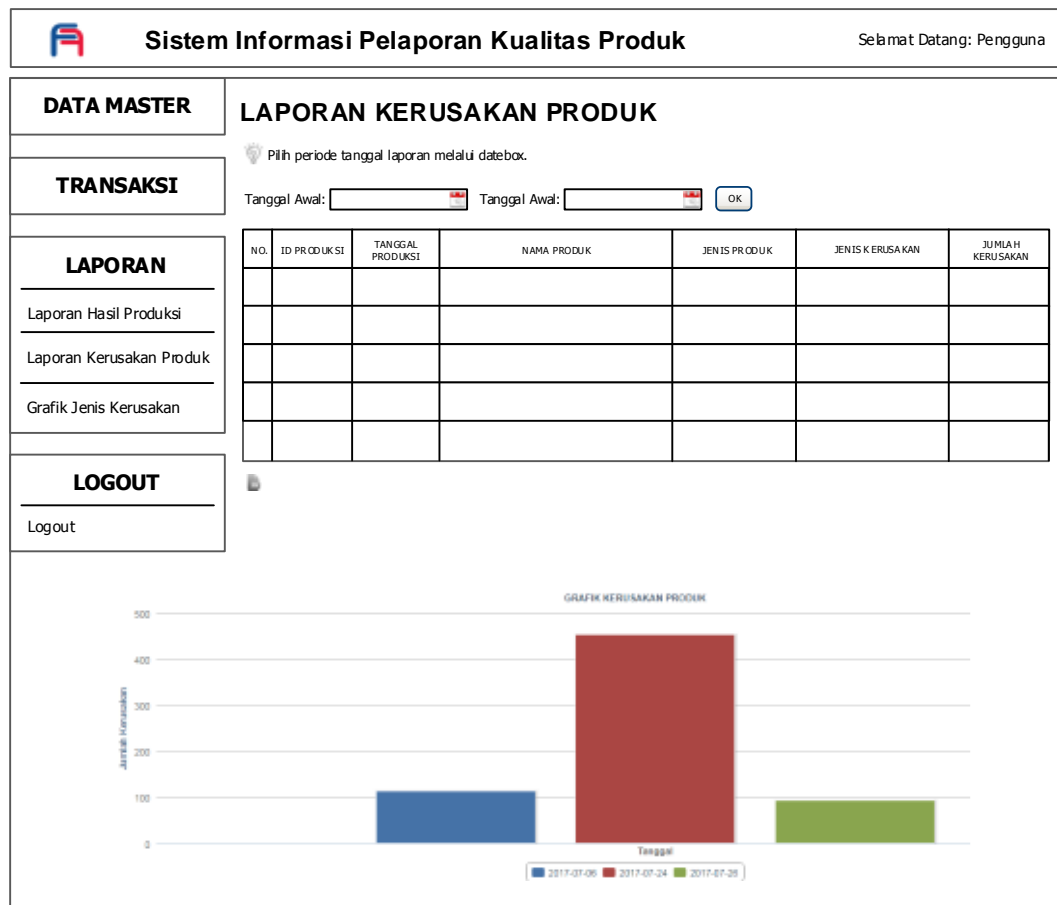 Sistem Informasi Pelaporan Kualitas Produk
Selamat Datang: Pengguna
DATA MASTER
TRANSAKSI
LAPORAN
Laporan Hasil Produksi
Laporan Kerusakan Produk
Grafik Jenis Kerusakan
LOGOUT
Logout
LAPORAN KERUSAKAN PRODUK
Pilih periode tanggal laporan melalui datebox.
Tanggal Awal: Tanggal Awal: OK
NO. ID PRODUKSI TANGGAL PRODUKSI NAMA PRODUK JENIS PRODUK JENIS KERUSAKAN JUMLAH KERUSAKAN
GRAFIK KERUSAKAN PRODUK
Jumlah Kerusakan
500
400
300
200
100
0
Tanggal
2017-07-06 2017-07-24 2017-07-26